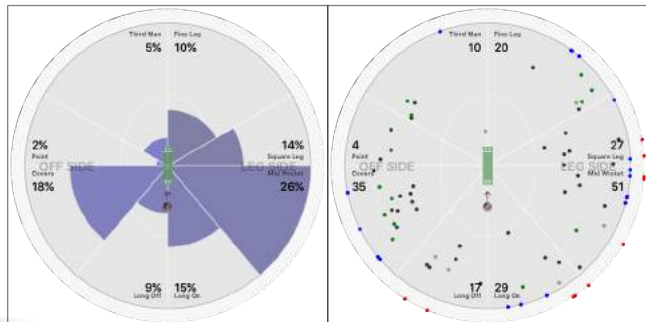 Third Man Fine Leg
5% 10%
2%
Point
OFF SIDE
Covers
18%
14%
Square Leg
LEG SIDE
Mid Wicket
26%
9% 15%
Long Off Long On
Third Man Fine Leg
10 20
4
Point
OFF SIDE
Covers
35
27
Square Leg
LEG SIDE
Mid Wicket
51
17 29
Long Off Long On